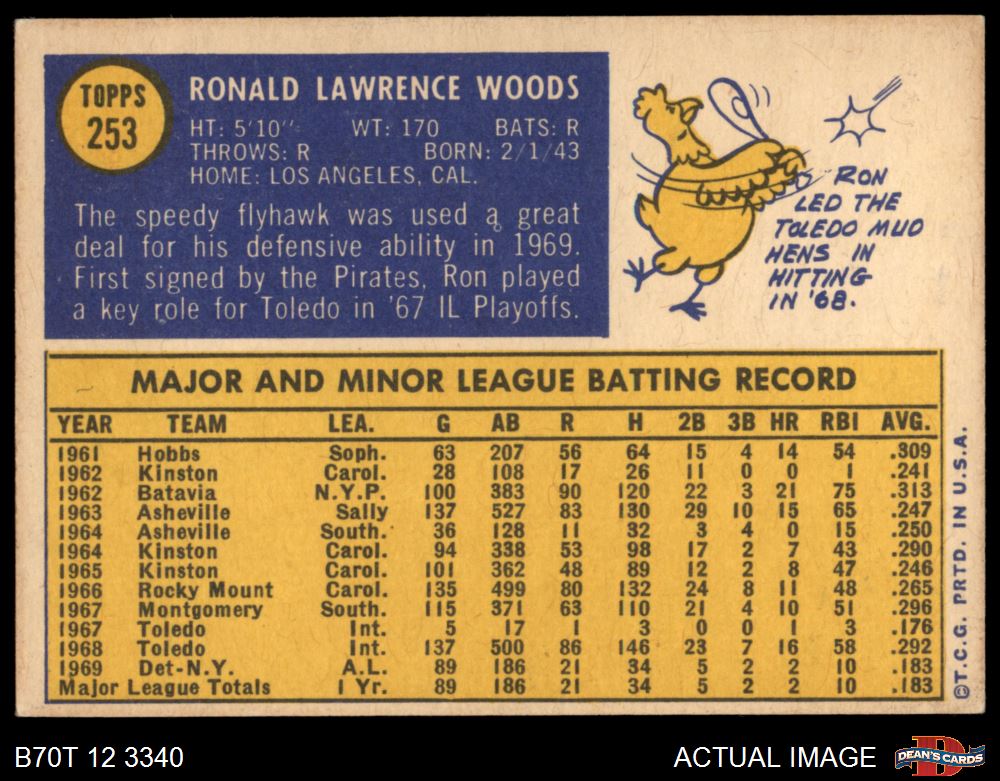 TOPPS
253
RONALD LAWRENCE WOODS
HT: 5'10" WT: 170 BATS: R
THROWS: R BORN: 2/1/43
HOME: LOS ANGELES, CAL.
The speedy flyhawk was used a great
deal for his defensive ability in 1969.
First signed by the Pirates, Ron played
a key role for Toledo in '67 IL Playoffs.
RON
LED THE
TOLEDO MUD
HENS IN
HITTING
IN '68.
MAJOR AND MINOR LEAGUE BATTING RECORD
YEAR TEAM LEA. G AB R H 2B 3B HR RBI AVG.
1961 Hobbs Soph. 63 207 56 64 15 4 14 54 .309
1962 Kinston Carol. 28 108 17 26 11 0 0 1 .241
1962 Batavia N.Y.P. 100 383 90 120 22 3 21 75 .313
1963 Asheville Sally 137 527 83 130 29 10 15 65 .247
1964 Asheville South. 36 128 11 32 3 4 0 15 .250
1964 Kinston Carol. 94 338 53 98 17 2 7 43 .290
1965 Kinston Carol. 101 362 48 89 12 2 8 47 .246
1966 Rocky Mount Carol. 135 499 80 132 24 8 11 48 .265
1967 Montgomery South. 115 371 63 110 21 4 10 51 .296
1967 Toledo Int. 5 17 1 3 0 0 1 3 .176
1968 Toledo Int. 137 500 86 146 23 7 16 58 .292
1969 Det-N.Y. A.L. 89 186 21 34 5 2 2 10 .183
Major League Totals 1 Yr. 89 186 21 34 5 2 2 10 .183
©T.C.G. PRTD. IN U.S.A.
B70T 12 3340
ACTUAL IMAGE
D
DEAN'S CARDS